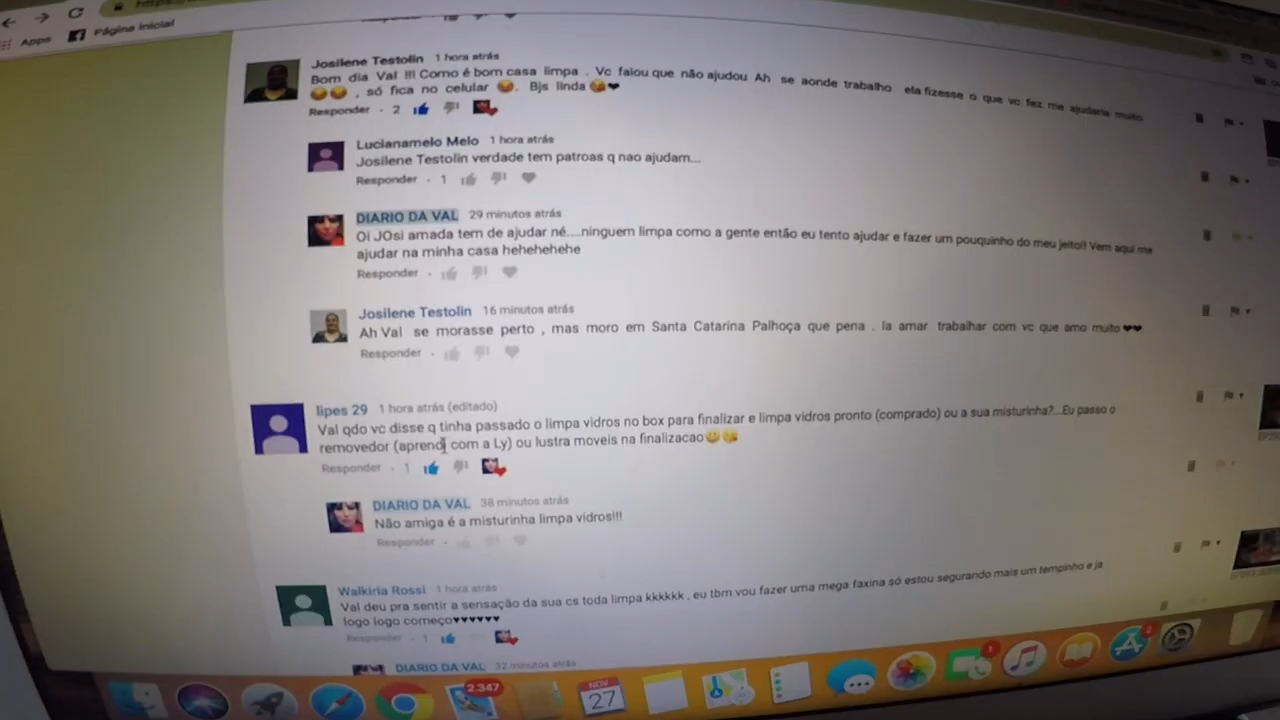 https://
Apps
Página inicial
Josilene Testolin 1 hora atrás
Bom dia Val !!! Como é bom casa limpa . Vc falou que não ajudou Ah se aonde trabalho ela fizesse o que vc fez me ajudaria muito
, só fica no celular . Bjs linda
Responder · 2
Lucianamelo Melo 1 hora atrás
Josilene Testolin verdade tem patroas q nao ajudam...
Responder · 1
DIARIO DA VAL 29 minutos atrás
Oi JOsi amada tem de ajudar né....ninguem limpa como a gente então eu tento ajudar e fazer um pouquinho do meu jeito!! Vem aqui me
ajudar na minha casa hehehehehe
Responder ·
Josilene Testolin 16 minutos atrás
Ah Val se morasse perto , mas moro em Santa Catarina Palhoça que pena . Ia amar trabalhar com vc que amo muito ❤❤
Responder ·
lipes 29 1 hora atrás (editado)
Val qdo vc disse q tinha passado o limpa vidros no box para finalizar e limpa vidros pronto (comprado) ou a sua misturinha?...Eu passo o
removedor (aprendi com a Ly) ou lustra moveis na finalizacao
Responder · 1
DIARIO DA VAL 38 minutos atrás
Não amiga é a misturinha limpa vidros!!!
Responder ·
Walkiria Rossi 1 hora atrás
Val deu pra sentir a sensação da sua cs toda limpa kkkkkk , eu tbm vou fazer uma mega faxina só estou segurando mais um tempinho e ja
logo logo começo♥♥♥♥♥♥
Responder · 1
DIARIO DA VAL 32 minutos atrás
2.347
NOV
27
1
2